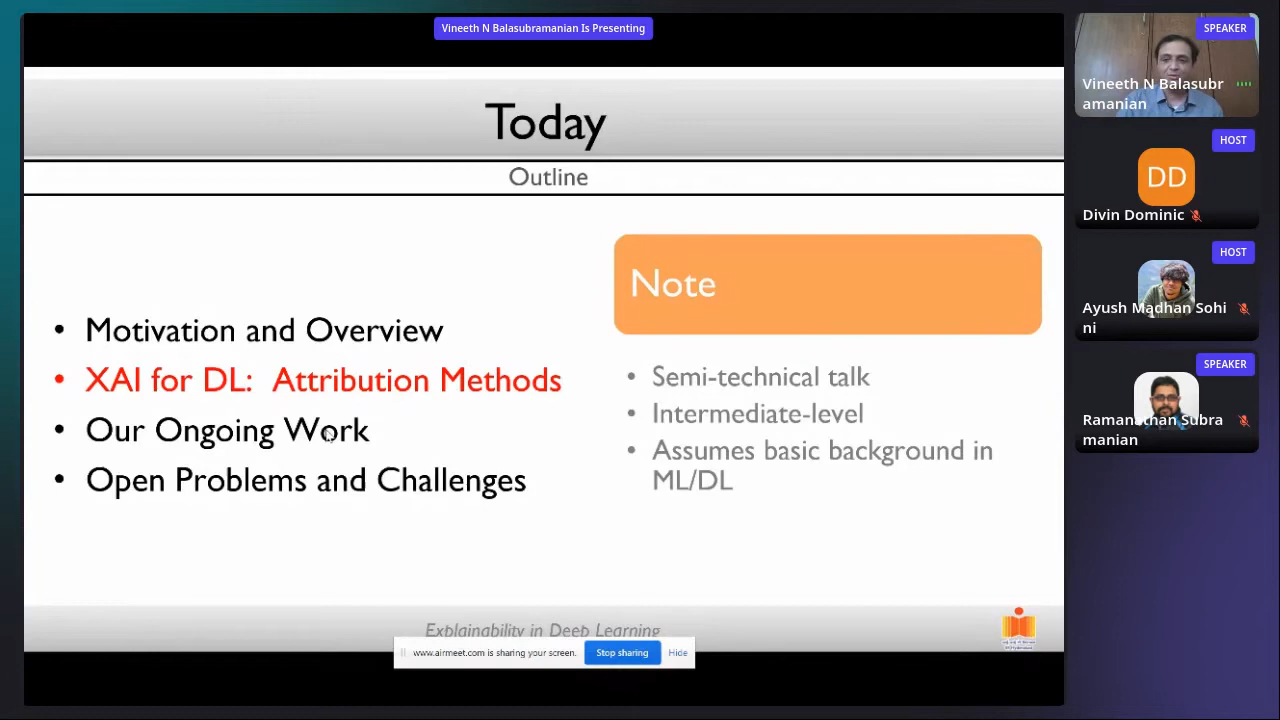 Vineeth N Balasubramanian Is Presenting
Today
Outline
• Motivation and Overview
• XAI for DL: Attribution Methods
• Our Ongoing Work
• Open Problems and Challenges
Note
• Semi-technical talk
• Intermediate-level
• Assumes basic background in
ML/DL
Explainability in Deep Learning
www.airmeet.com is sharing your screen.
Stop sharing
Hide
SPEAKER
Vineeth N Balasubr
amanian
HOST
DD
Divin Dominic
HOST
Ayush Madhan Sohi
ni
SPEAKER
Ramanathan Subra
manian